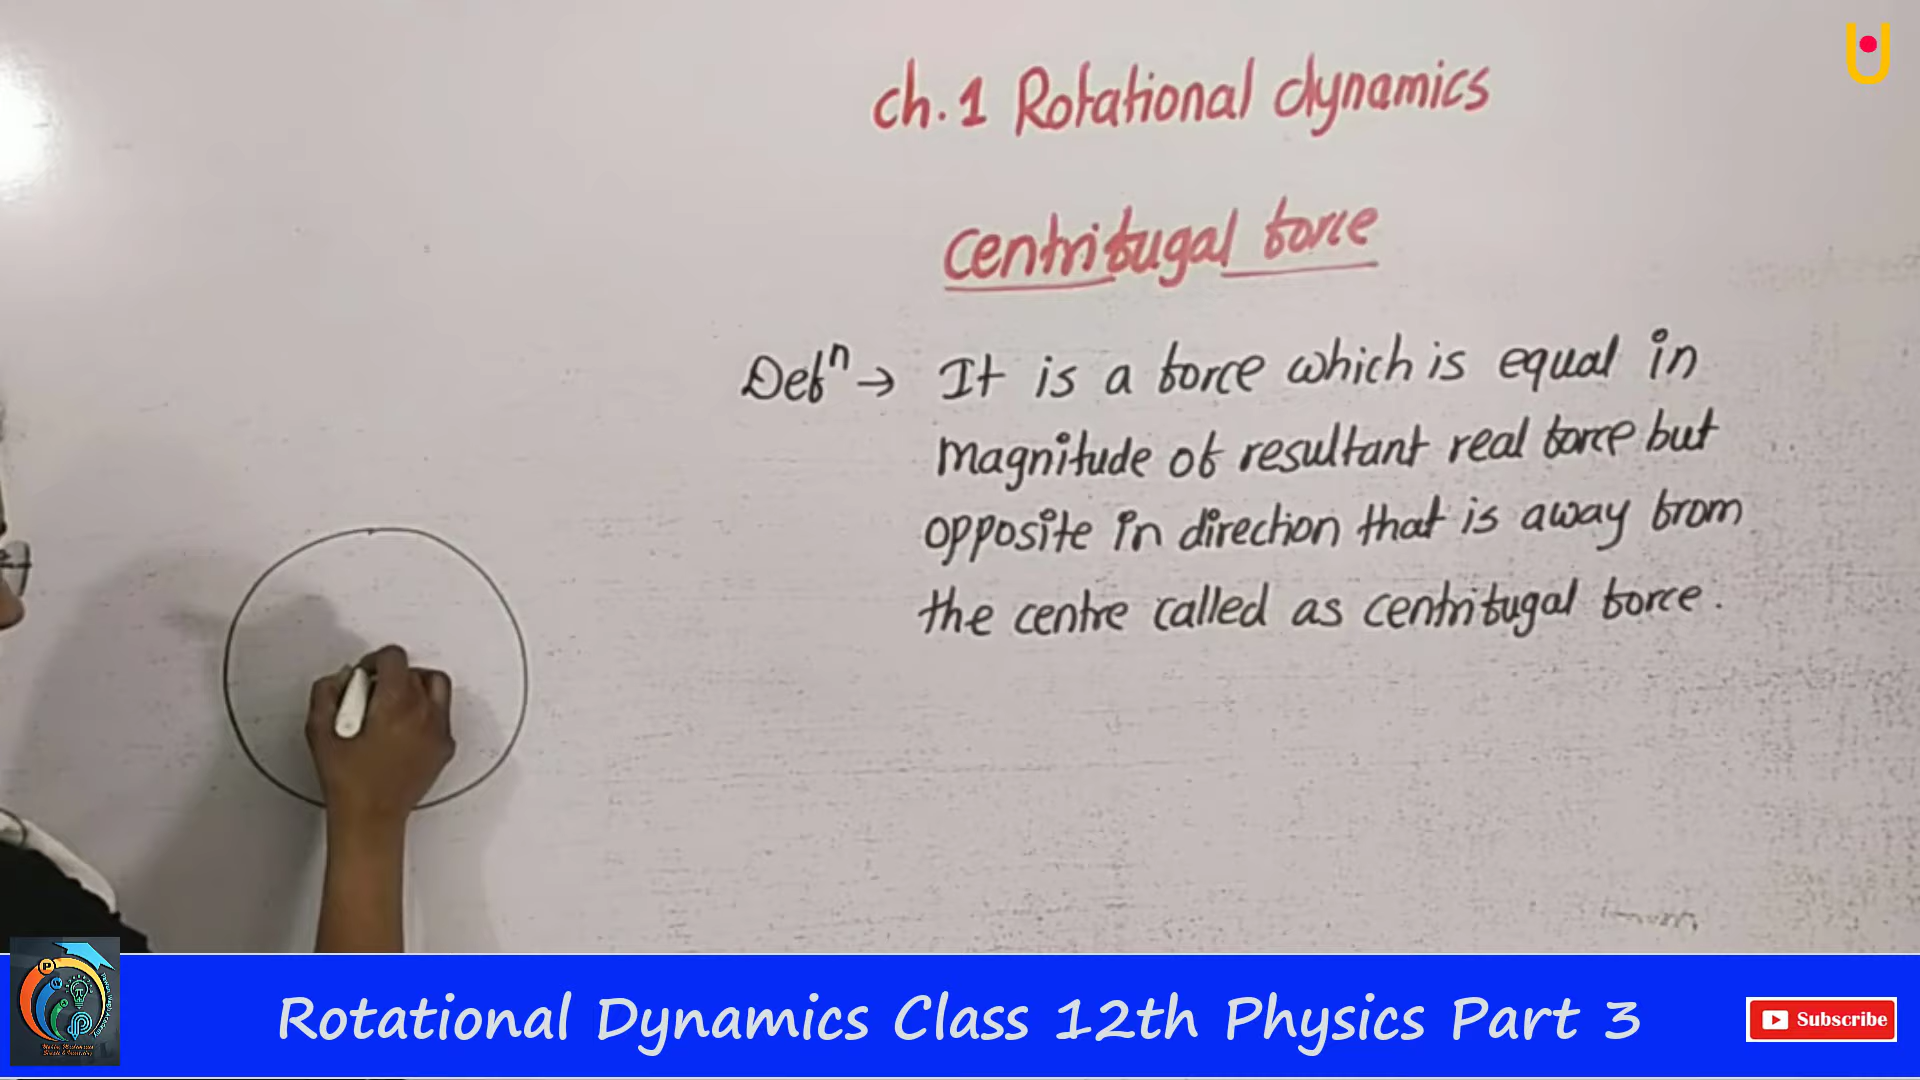 ch.1 Rotational dynamics
Centrifugal force
Defⁿ → It is a force which is equal in
magnitude of resultant real force but
opposite in direction that is away from
the centre called as centrifugal force.
Rotational Dynamics Class 12th Physics Part 3
Subscribe